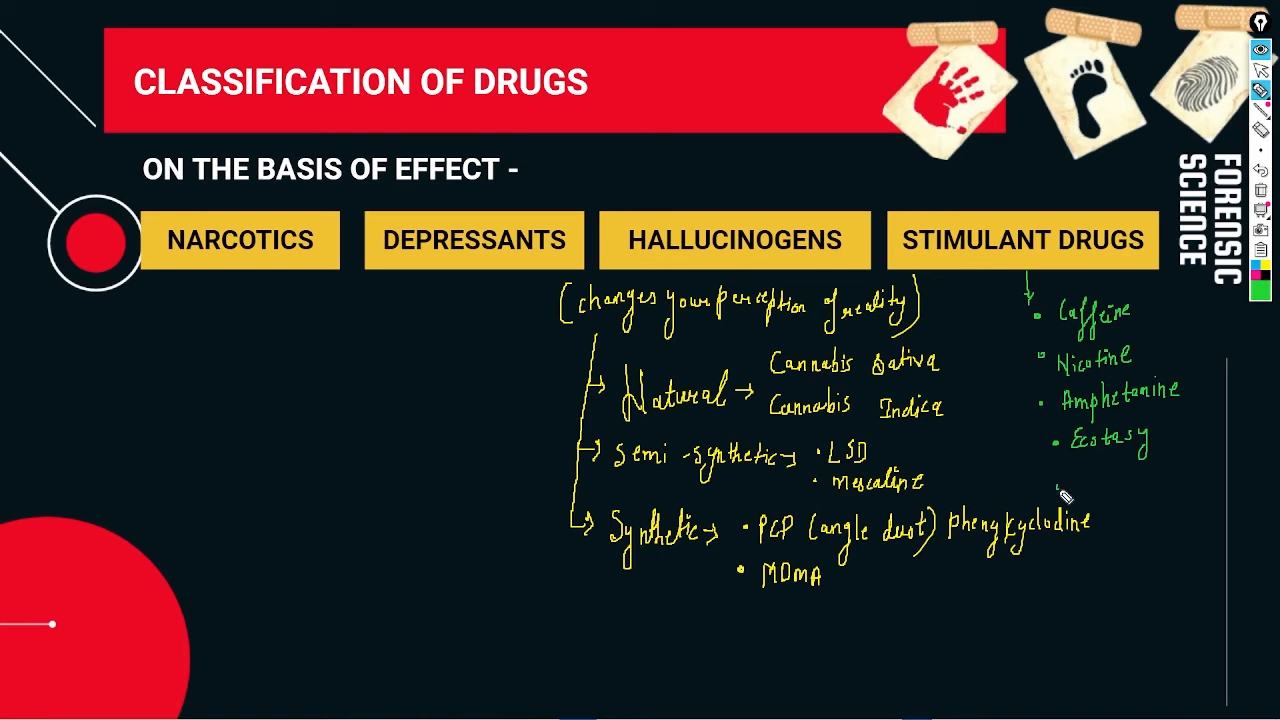 CLASSIFICATION OF DRUGS
ON THE BASIS OF EFFECT -
FORENSIC
SCIENCE
NARCOTICS
DEPRESSANTS
HALLUCINOGENS
STIMULANT DRUGS
(changes your perception of reality)
Natural → Cannabis Sativa
Cannabis Indica
Semi-synthetic → • LSD
• Mescaline
Synthetic → • PCP (angle dust) phencyclodine
• MDMA
• Caffeine
• Nicotine
• Amphetamine
• Ecstasy